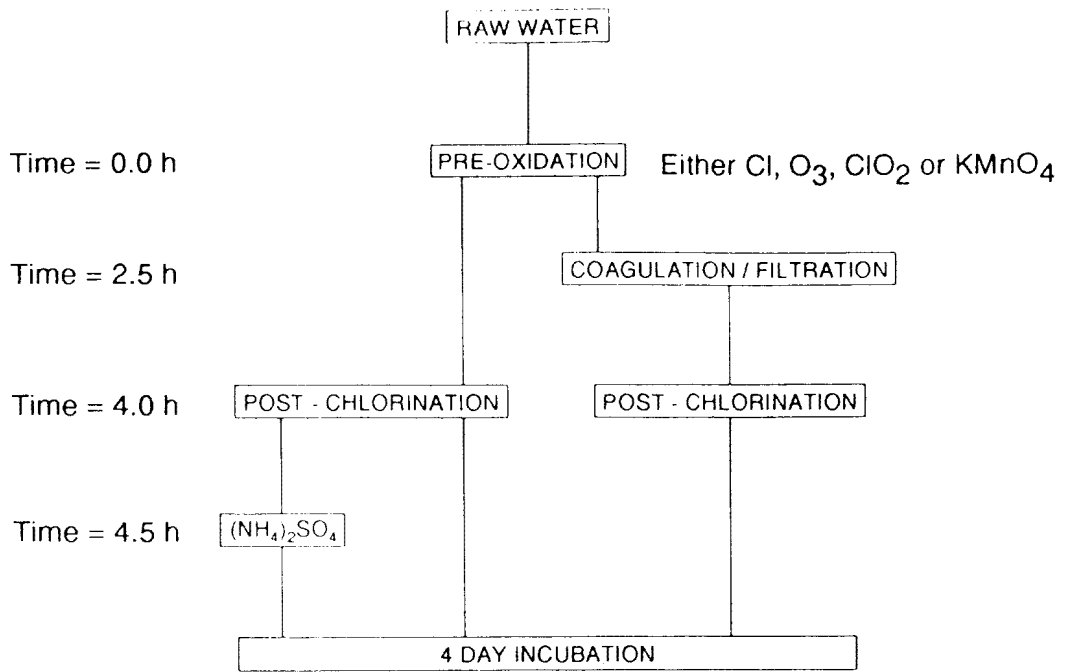 RAW WATER
Time = 0.0 h PRE-OXIDATION Either Cl, O₃, ClO₂ or KMnO₄
Time = 2.5 h COAGULATION / FILTRATION
Time = 4.0 h POST - CHLORINATION POST - CHLORINATION
Time = 4.5 h (NH₄)₂SO₄
4 DAY INCUBATION